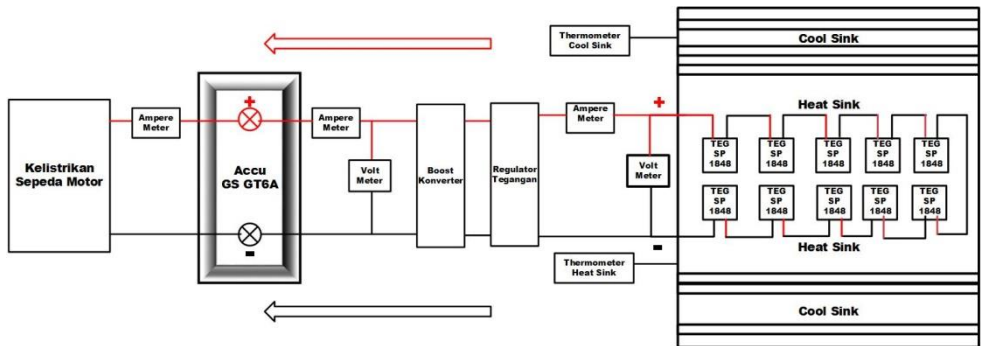 Thermometer
Cool Sink
Cool Sink
Kelistrikan
Sepeda Motor
Ampere
Meter
+
Accu
GS GT6A
-
Ampere
Meter
Volt
Meter
Boost
Konverter
Regulator
Tegangan
Ampere
Meter
+
Volt
Meter
-
Thermometer
Heat Sink
Heat Sink
TEG
SP
1848
TEG
SP
1848
TEG
SP
1848
TEG
SP
1848
TEG
SP
1848
TEG
SP
1848
TEG
SP
1848
TEG
SP
1848
TEG
SP
1848
TEG
SP
1848
Heat Sink
Cool Sink